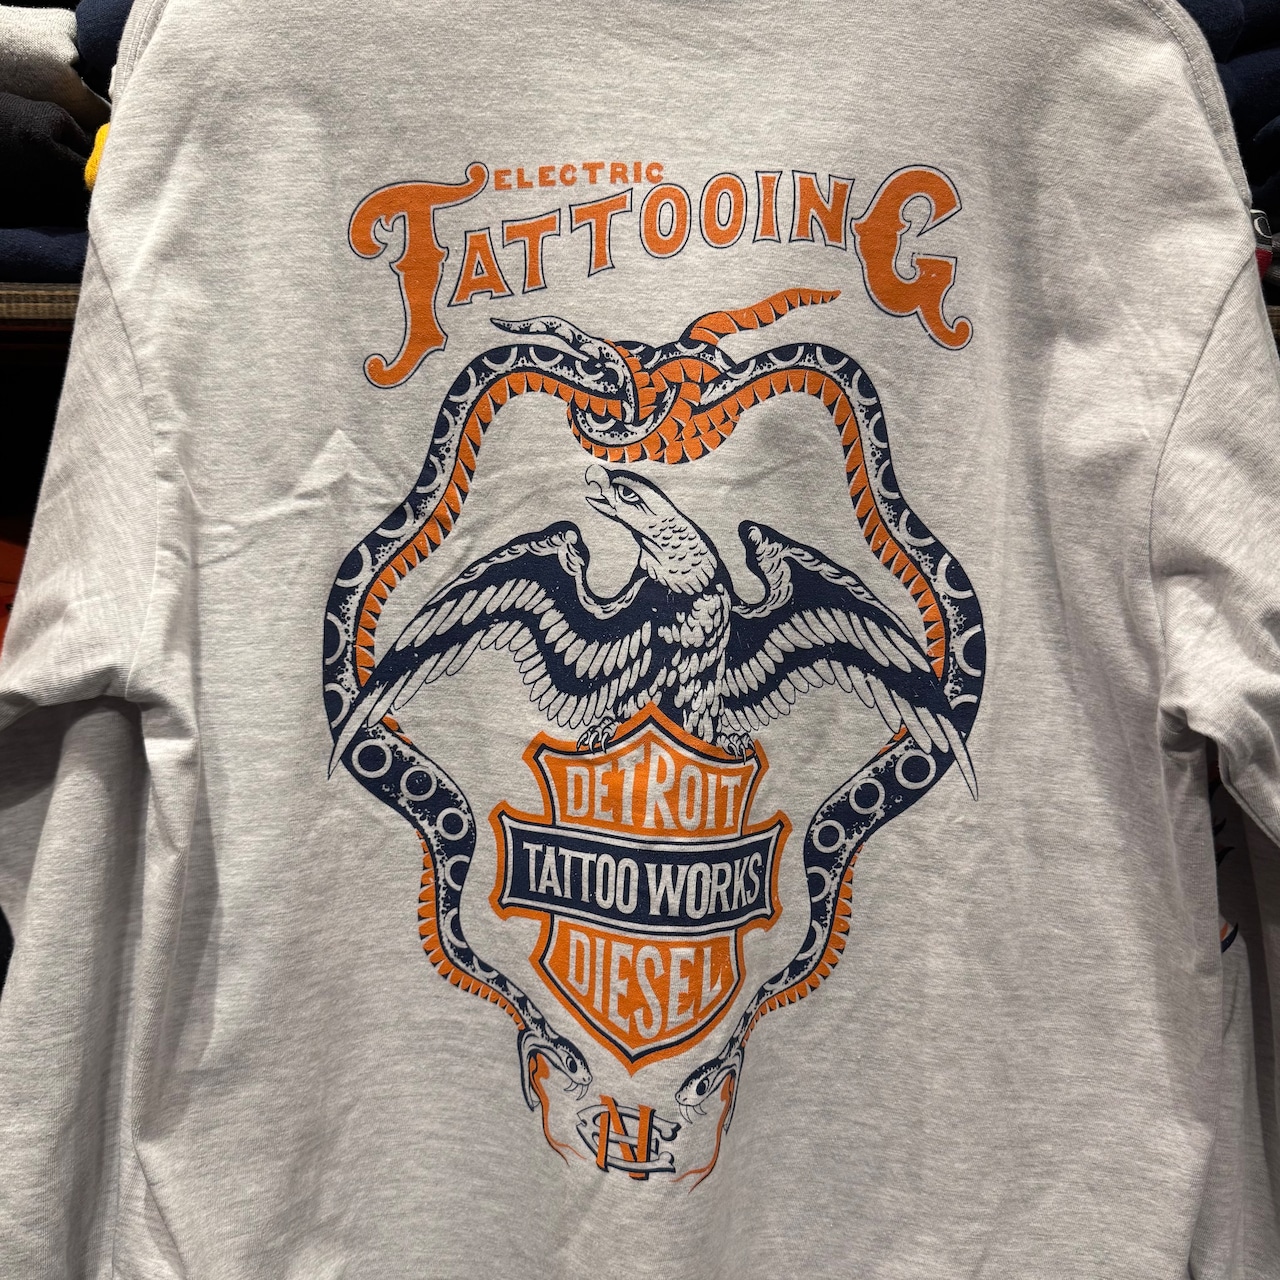 ELECTRIC
TATTOOING
DETROIT
TATTOO WORKS
DIESEL